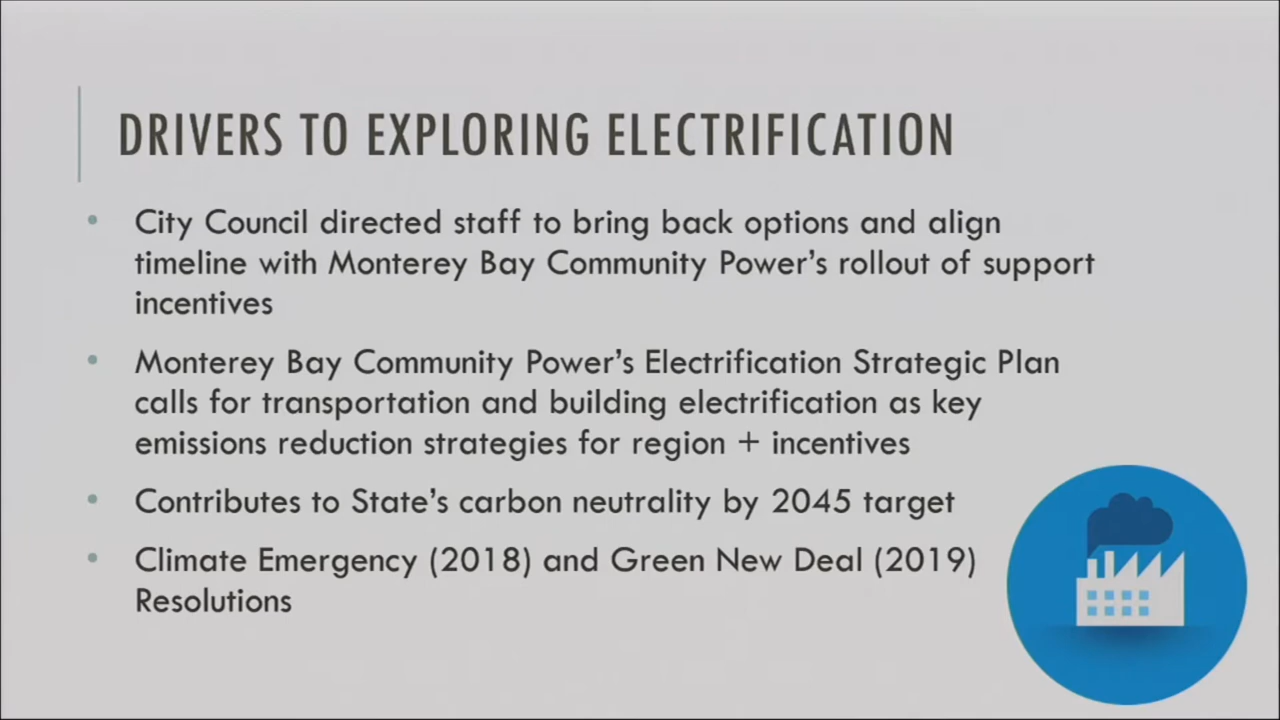 DRIVERS TO EXPLORING ELECTRIFICATION
• City Council directed staff to bring back options and align
timeline with Monterey Bay Community Power's rollout of support
incentives
• Monterey Bay Community Power's Electrification Strategic Plan
calls for transportation and building electrification as key
emissions reduction strategies for region + incentives
• Contributes to State's carbon neutrality by 2045 target
• Climate Emergency (2018) and Green New Deal (2019)
Resolutions